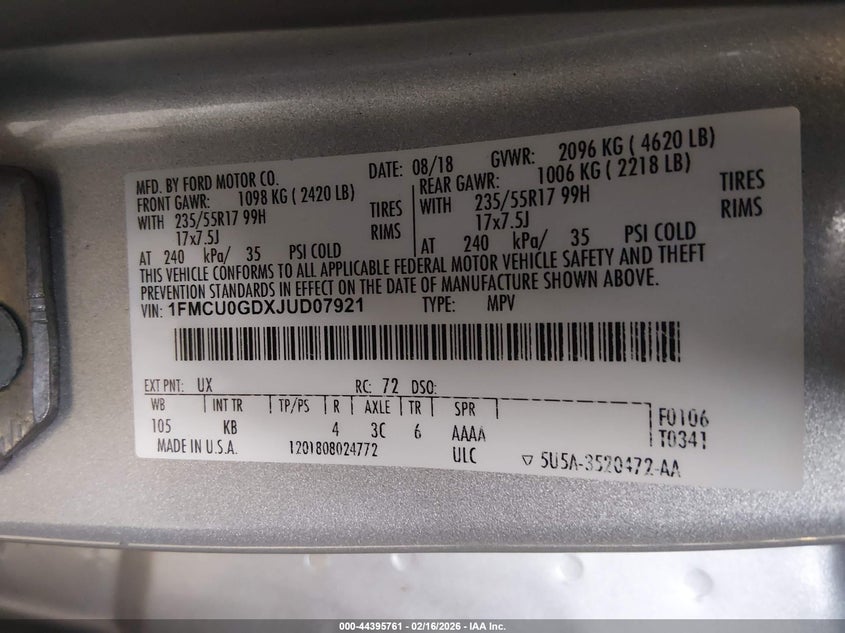 MFD. BY FORD MOTOR CO. DATE: 08/18 GVWR: 2096 KG ( 4620 LB)
FRONT GAWR: 1098 KG ( 2420 LB) REAR GAWR: 1006 KG ( 2218 LB)
WITH 235/55R17 99H TIRES WITH 235/55R17 99H TIRES
17x7.5J RIMS 17x7.5J RIMS
AT 240 kPa/ 35 PSI COLD AT 240 kPa/ 35 PSI COLD
THIS VEHICLE CONFORMS TO ALL APPLICABLE FEDERAL MOTOR VEHICLE SAFETY AND THEFT
PREVENTION STANDARDS IN EFFECT ON THE DATE OF MANUFACTURE SHOWN ABOVE.
VIN: 1FMCU0GDXJUD07921 TYPE: MPV
EXT PNT: UX RC: 72 DSO:
WB INT TR TP/PS R AXLE TR SPR F0106
105 KB 4 3C 6 AAAA T0341
MADE IN U.S.A. 1201808024772 ULC ▽ 5U5A-3520472-AA
000-44395761 - 02/16/2026 - IAA Inc.